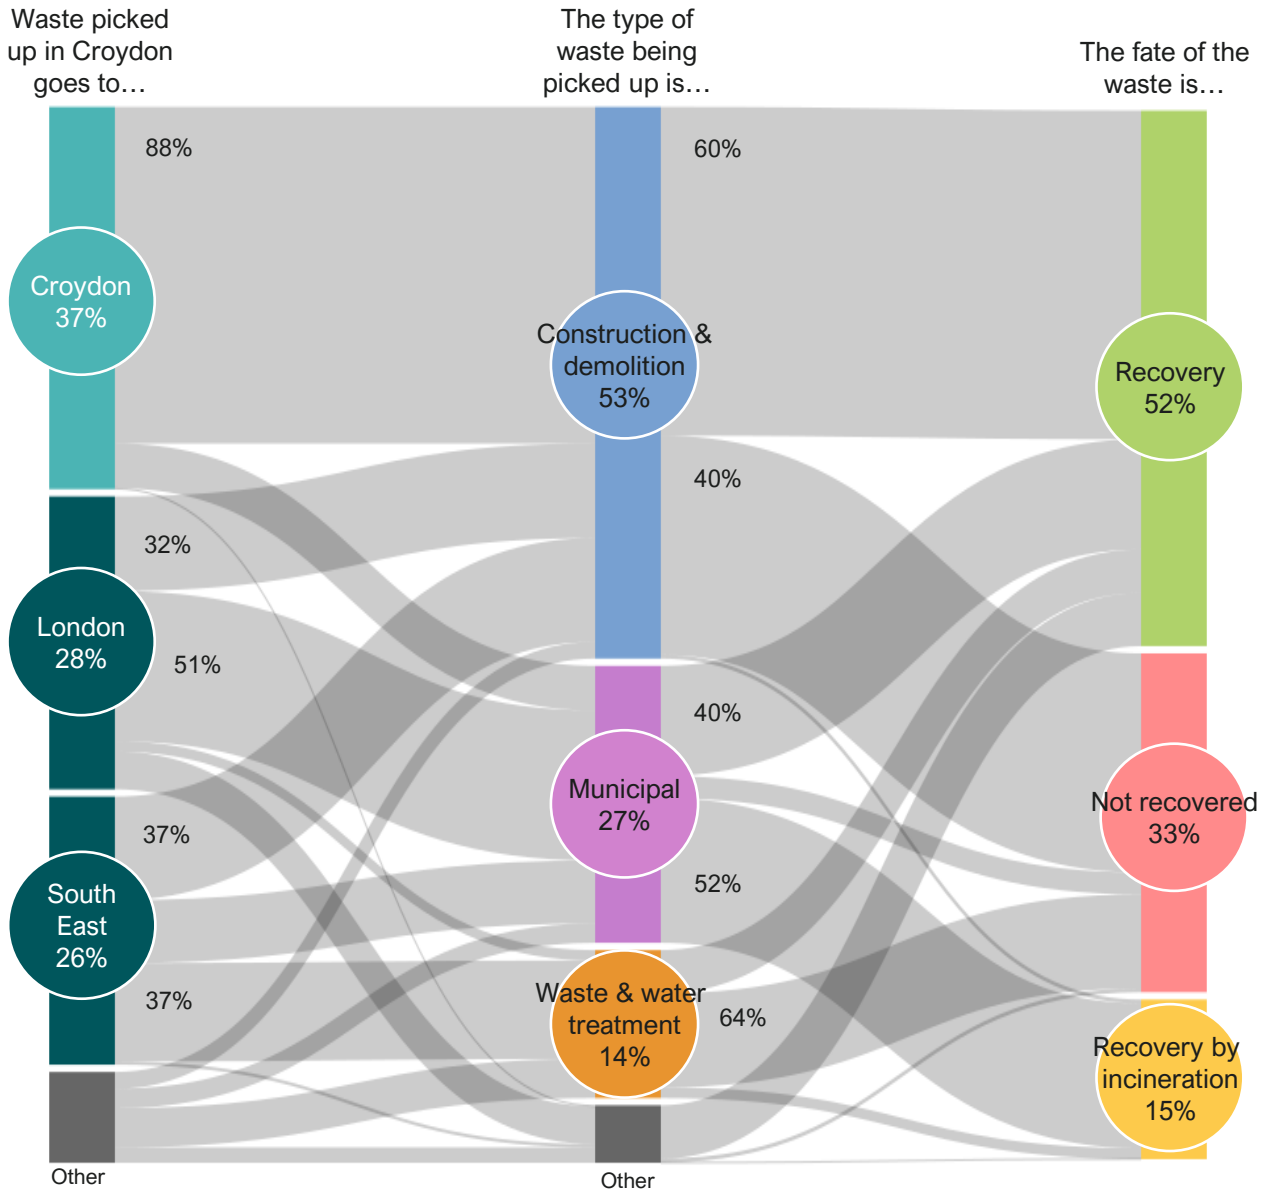 Waste picked
up in Croydon
goes to…
The type of
waste being
picked up is…
The fate of the
waste is…
88%
60%
Croydon
37%
Construction &
demolition
53%
Recovery
52%
40%
32%
London
28%
51%
40%
Municipal
27%
Not recovered
33%
37%
South
East
26%
52%
37%
Waste & water
treatment
14%
64%
Recovery by
incineration
15%
Other
Other